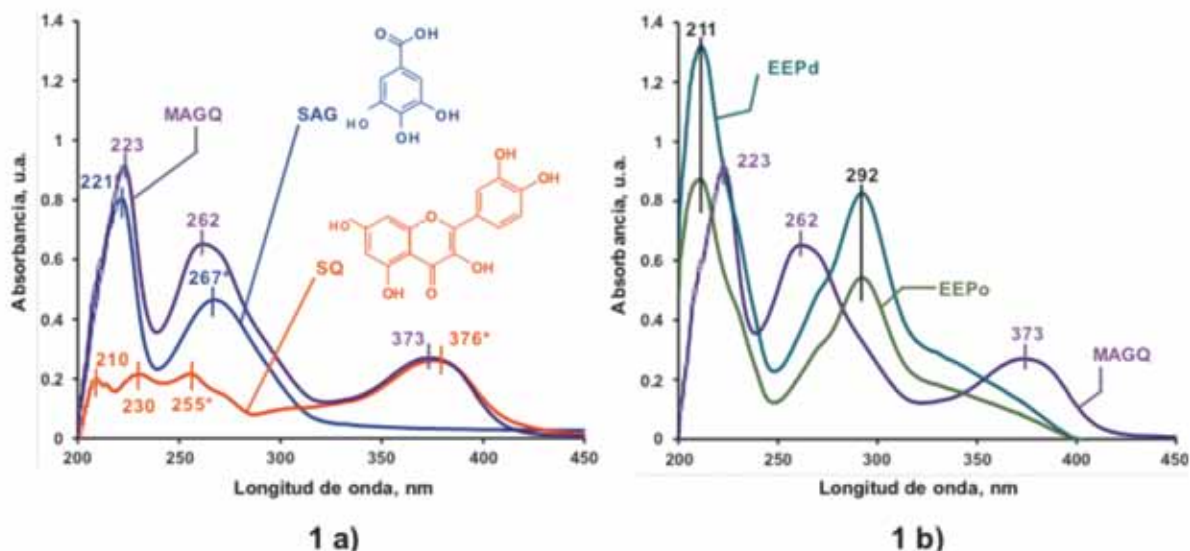 1.4
1.2
1
0.8
0.6
0.4
0.2
0
Absorbancia, u.a.
MAGQ
223
221
SAG
262
267*
SQ
210
230
255*
373
376*
O
OH
HO
OH
OH
OH
OH
HO
O
OH
OH
O
200
250
300
350
400
450
Longitud de onda, nm
1 a)
1.4
1.2
1
0.8
0.6
0.4
0.2
0
Absorbancia, u.a.
211
EEPd
223
262
292
EEPo
373
MAGQ
200
250
300
350
400
450
Longitud de onda, nm
1 b)